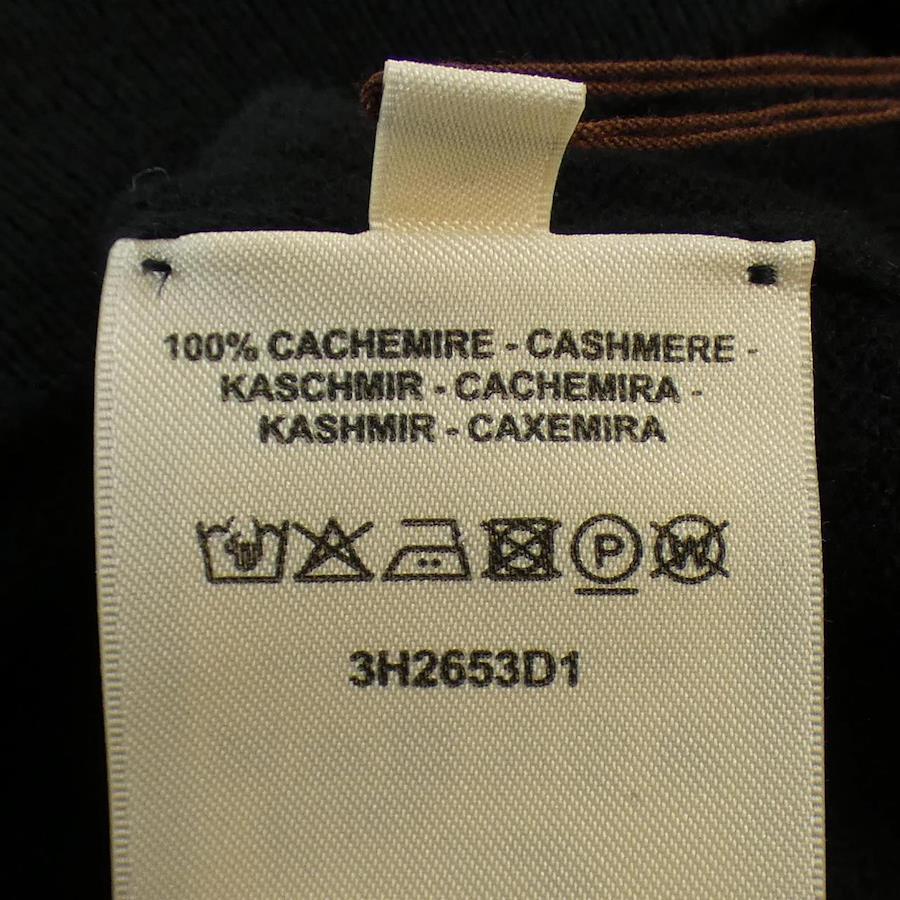 100% CACHEMIRE - CASHMERE -
KASCHMIR - CACHEMIRA -
KASHMIR - CAXEMIRA
P W
3H2653D1